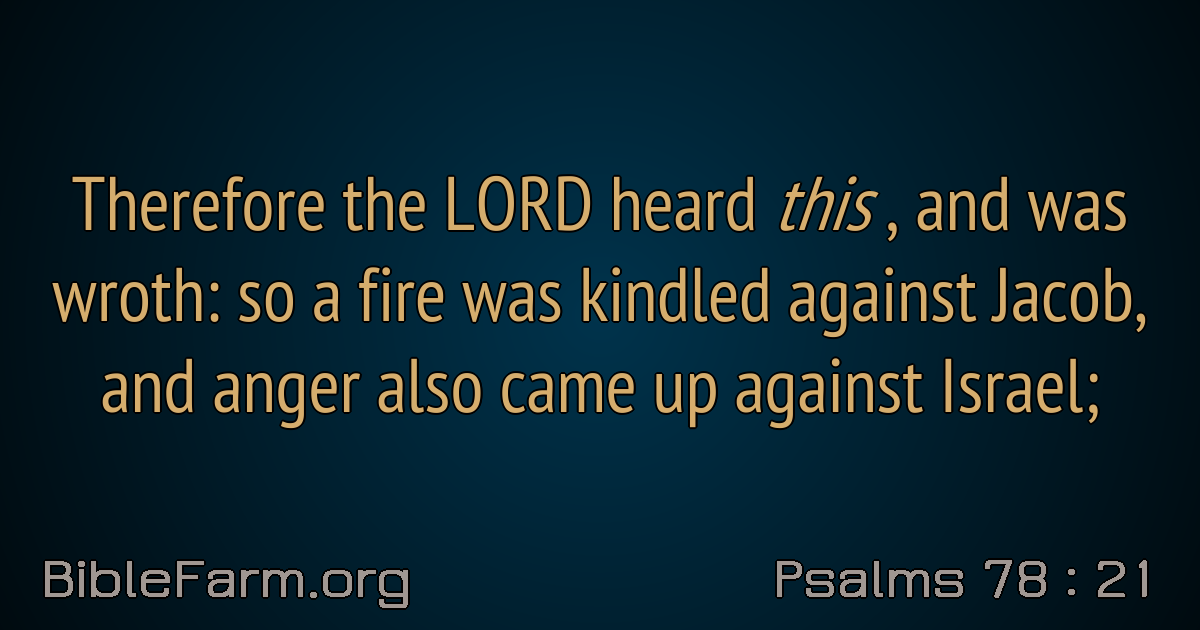 Therefore the LORD heard this , and was
wroth: so a fire was kindled against Jacob,
and anger also came up against Israel;
BibleFarm.org
Psalms 78 : 21